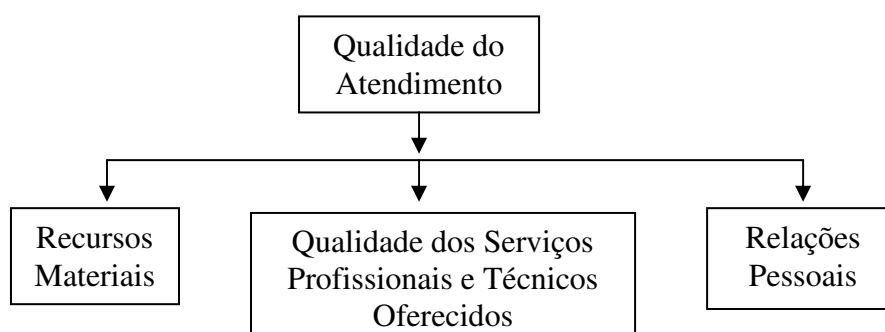 Qualidade do
Atendimento
Recursos
Materiais
Qualidade dos Serviços
Profissionais e Técnicos
Oferecidos
Relações
Pessoais